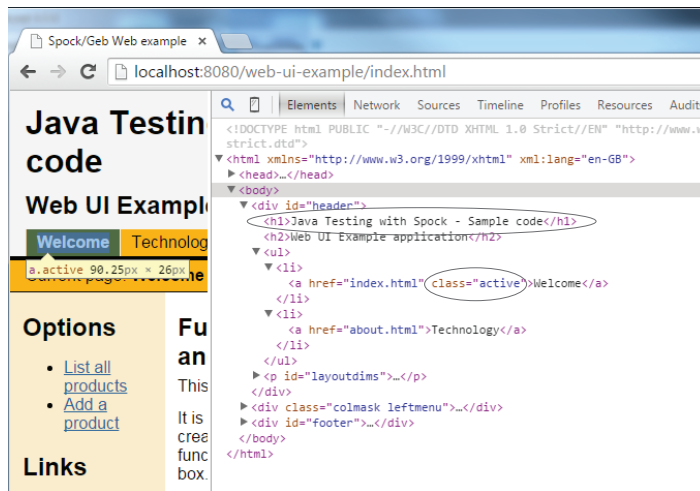 Spock/Geb Web example ×
localhost:8080/web-ui-example/index.html
Java Testin
code
Web UI Example
Welcome Technolog
a.active 90.25px × 26px
Current page: Welcome
Options
List all
products
Add a
product
Links
Fu
an
This
It is
crea
func
box.
Elements Network Sources Timeline Profiles Resources Audits
<!DOCTYPE html PUBLIC "-//W3C//DTD XHTML 1.0 Strict//EN" "http://www.w
strict.dtd">
▼<html xmlns="http://www.w3.org/1999/xhtml" xml:lang="en-GB">
▶<head>…</head>
▼<body>
▼<div id="header">
<h1>Java Testing with Spock - Sample code</h1>
<h2>Web UI Example application</h2>
▼<ul>
▼<li>
<a href="index.html" class="active">Welcome</a>
</li>
▼<li>
<a href="about.html">Technology</a>
</li>
</ul>
▶<p id="layoutdims">…</p>
</div>
▶<div class="colmask leftmenu">…</div>
▶<div id="footer">…</div>
</body>
</html>